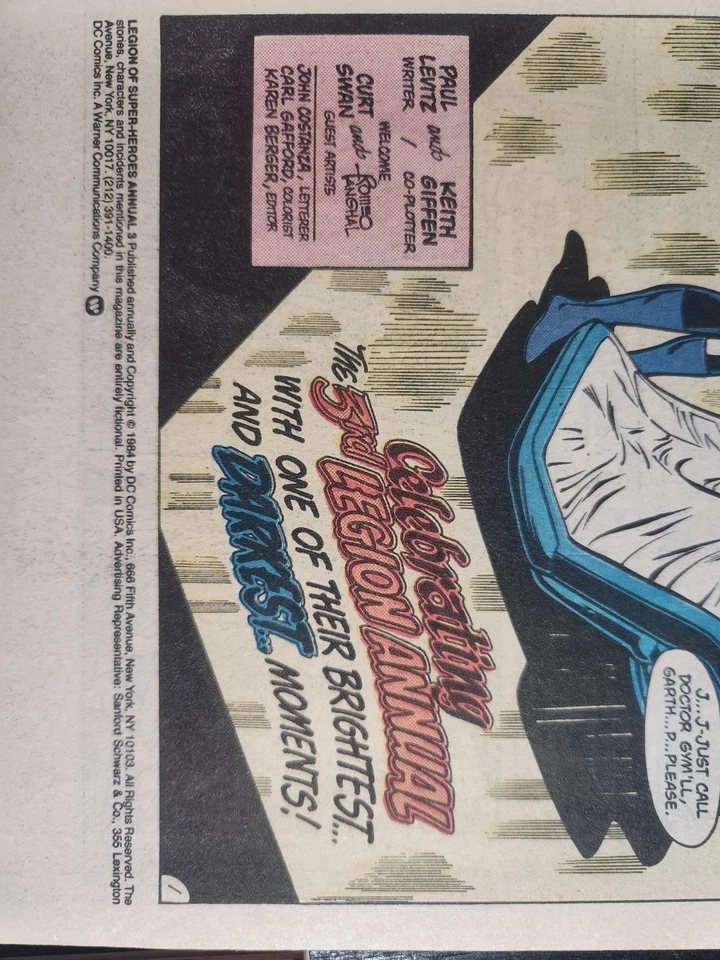 PAUL and KEITH
LEVITZ GIFFEN
WRITER / CO-PLOTTER
WELCOME
CURT and ROMEO
SWAN TANGHAL
GUEST ARTISTS
JOHN COSTANZA, LETTERER
CARL GAFFORD, COLORIST
KAREN BERGER, EDITOR
J...J-JUST CALL
DOCTOR GYM'LL,
GARTH...P...PLEASE.
Celebrating
THE 3rd LEGION ANNUAL
WITH ONE OF THEIR BRIGHTEST...
AND DARKEST... MOMENTS!
1
LEGION OF SUPER-HEROES ANNUAL 3 Published annually and Copyright © 1984 by DC Comics Inc., 666 Fifth Avenue, New York, NY 10103. All Rights Reserved. The
stories, characters and incidents mentioned in this magazine are entirely fictional. Printed in USA. Advertising Representative: Sanford Schwarz & Co., 355 Lexington
Avenue, New York, NY 10017. (212) 391-1400.
DC Comics Inc. A Warner Communications Company